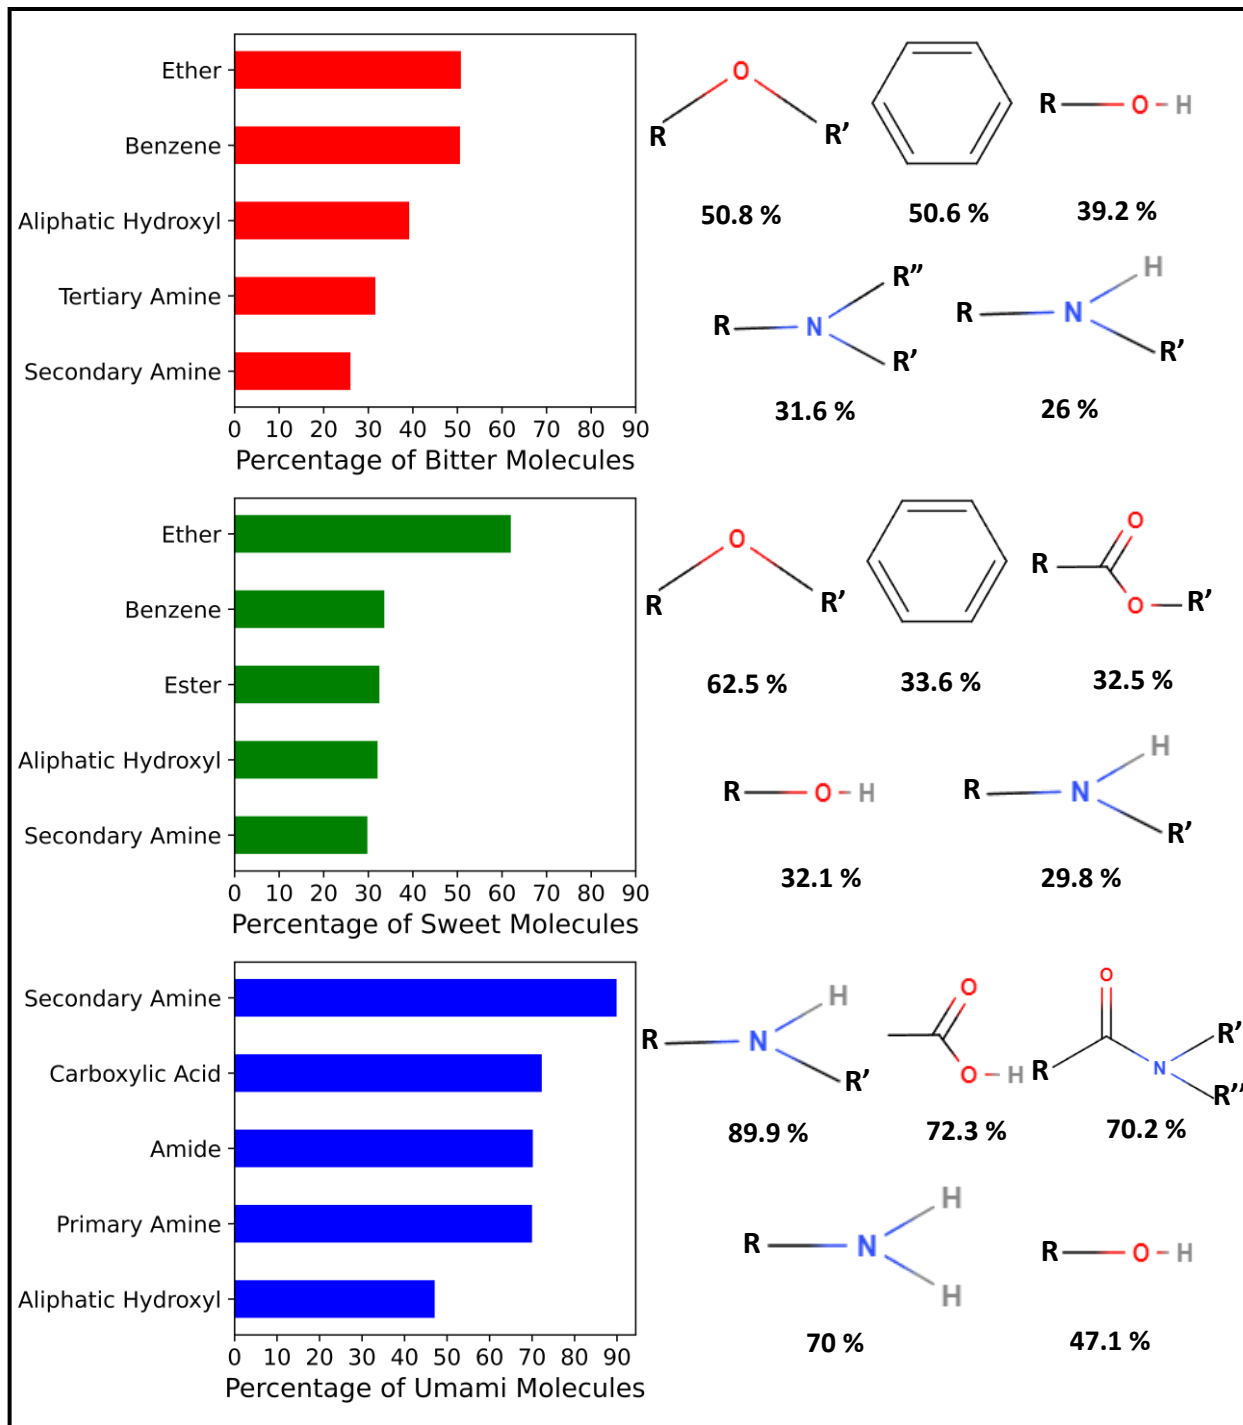 Ether
Benzene
Aliphatic Hydroxyl
Tertiary Amine
Secondary Amine
0 10 20 30 40 50 60 70 80 90
Percentage of Bitter Molecules
O
R R'
R O H
50.8 % 50.6 % 39.2 %
R N R” R'
R N H R'
31.6 % 26 %
Ether
Benzene
Ester
Aliphatic Hydroxyl
Secondary Amine
0 10 20 30 40 50 60 70 80 90
Percentage of Sweet Molecules
O
R R'
R O O R'
62.5 % 33.6 % 32.5 %
R O H
R N H R'
32.1 % 29.8 %
Secondary Amine
Carboxylic Acid
Amide
Primary Amine
Aliphatic Hydroxyl
0 10 20 30 40 50 60 70 80 90
Percentage of Umami Molecules
R N H R'
O O H
O R N R' R''
89.9 % 72.3 % 70.2 %
R N H H
R O H
70 % 47.1 %